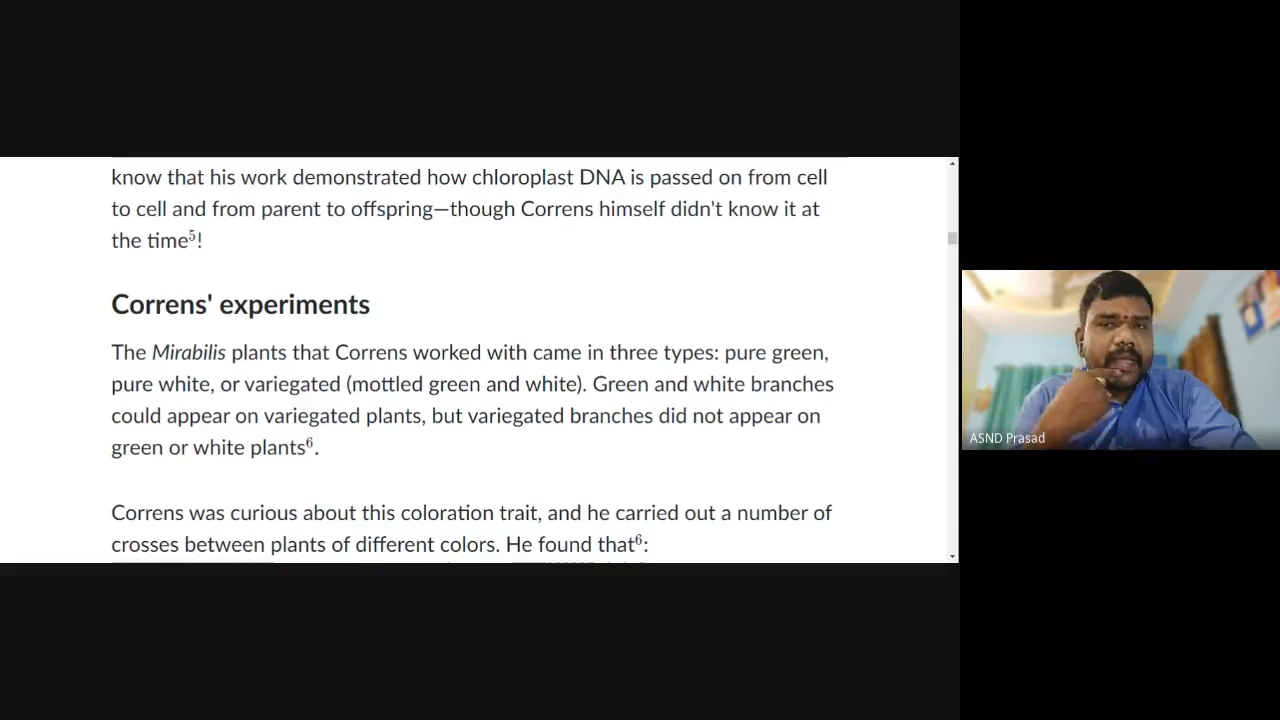 know that his work demonstrated how chloroplast DNA is passed on from cell
to cell and from parent to offspring—though Correns himself didn't know it at
the time⁵!
Correns' experiments
The Mirabilis plants that Correns worked with came in three types: pure green,
pure white, or variegated (mottled green and white). Green and white branches
could appear on variegated plants, but variegated branches did not appear on
green or white plants⁶.
Correns was curious about this coloration trait, and he carried out a number of
crosses between plants of different colors. He found that⁶:
ASND Prasad